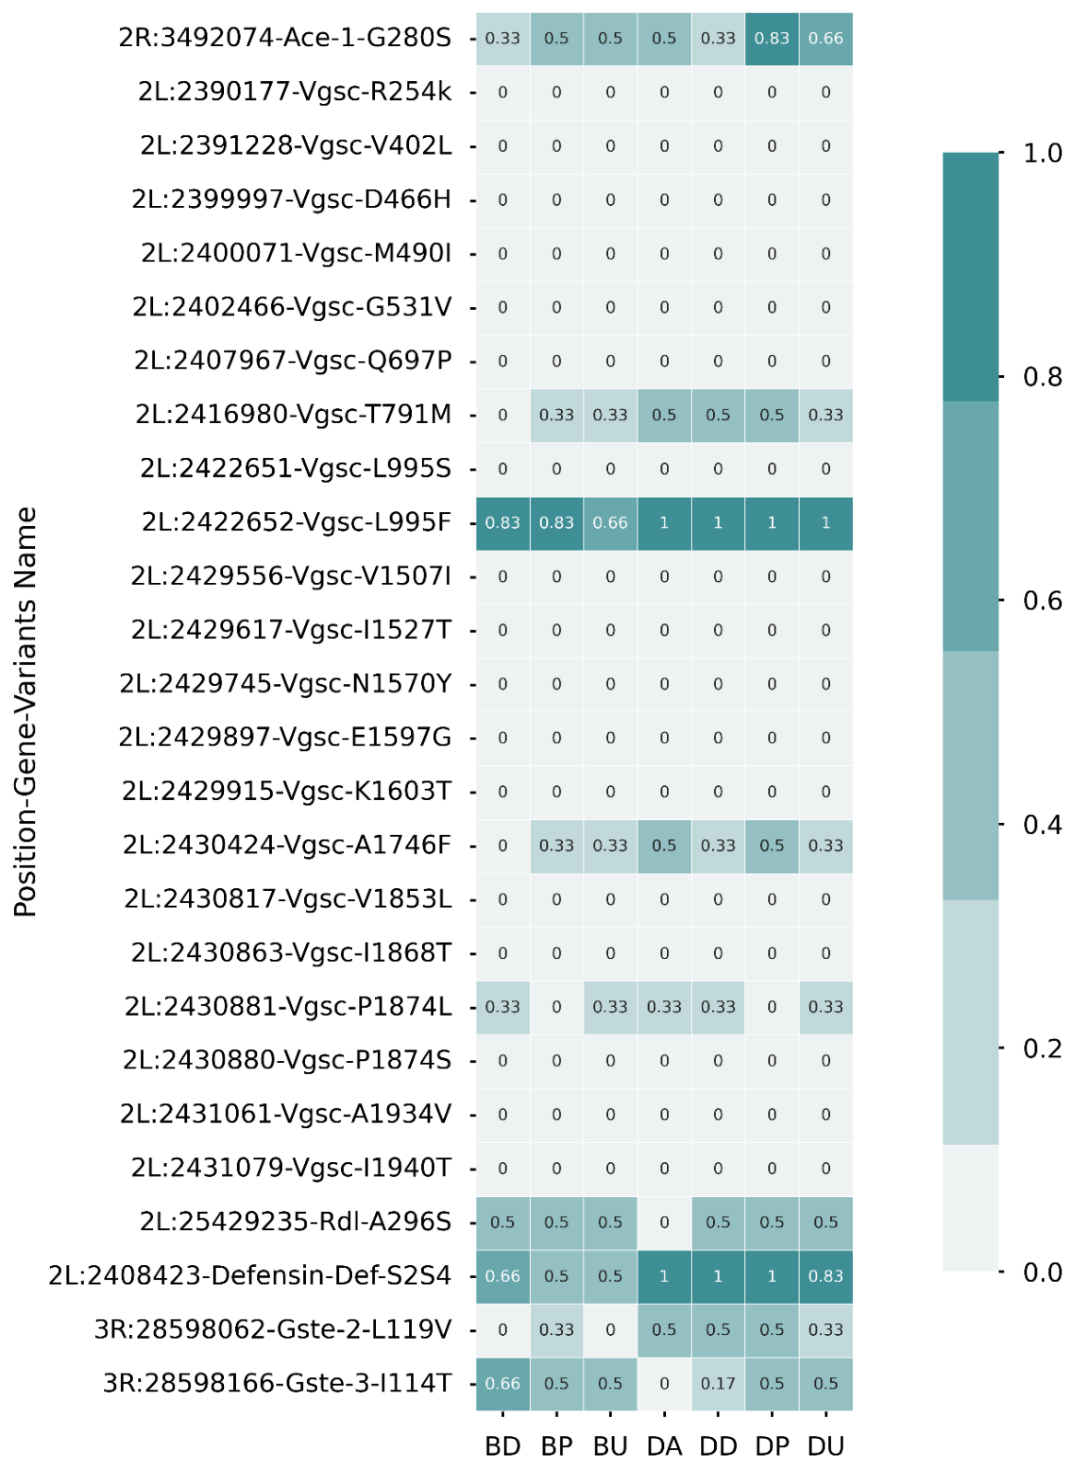 2R:3492074-Ace-1-G280S 0.33 0.5 0.5 0.5 0.33 0.83 0.66
2L:2390177-Vgsc-R254k 0 0 0 0 0 0 0
2L:2391228-Vgsc-V402L 0 0 0 0 0 0 0
2L:2399997-Vgsc-D466H 0 0 0 0 0 0 0
2L:2400071-Vgsc-M490I 0 0 0 0 0 0 0
2L:2402466-Vgsc-G531V 0 0 0 0 0 0 0
2L:2407967-Vgsc-Q697P 0 0 0 0 0 0 0
2L:2416980-Vgsc-T791M 0 0.33 0.33 0.5 0.5 0.5 0.33
2L:2422651-Vgsc-L995S 0 0 0 0 0 0 0
2L:2422652-Vgsc-L995F 0.83 0.83 0.66 1 1 1 1
2L:2429556-Vgsc-V1507I 0 0 0 0 0 0 0
2L:2429617-Vgsc-I1527T 0 0 0 0 0 0 0
2L:2429745-Vgsc-N1570Y 0 0 0 0 0 0 0
2L:2429897-Vgsc-E1597G 0 0 0 0 0 0 0
2L:2429915-Vgsc-K1603T 0 0 0 0 0 0 0
2L:2430424-Vgsc-A1746F 0 0.33 0.33 0.5 0.33 0.5 0.33
2L:2430817-Vgsc-V1853L 0 0 0 0 0 0 0
2L:2430863-Vgsc-I1868T 0 0 0 0 0 0 0
2L:2430881-Vgsc-P1874L 0.33 0 0.33 0.33 0.33 0 0.33
2L:2430880-Vgsc-P1874S 0 0 0 0 0 0 0
2L:2431061-Vgsc-A1934V 0 0 0 0 0 0 0
2L:2431079-Vgsc-I1940T 0 0 0 0 0 0 0
2L:25429235-Rdl-A296S 0.5 0.5 0.5 0 0.5 0.5 0.5
2L:2408423-Defensin-Def-S2S4 0.66 0.5 0.5 1 1 1 0.83
3R:28598062-Gste-2-L119V 0 0.33 0 0.5 0.5 0.5 0.33
3R:28598166-Gste-3-I114T 0.66 0.5 0.5 0 0.17 0.5 0.5
BD BP BU DA DD DP DU
Position-Gene-Variants Name
1.0
0.8
0.6
0.4
0.2
0.0